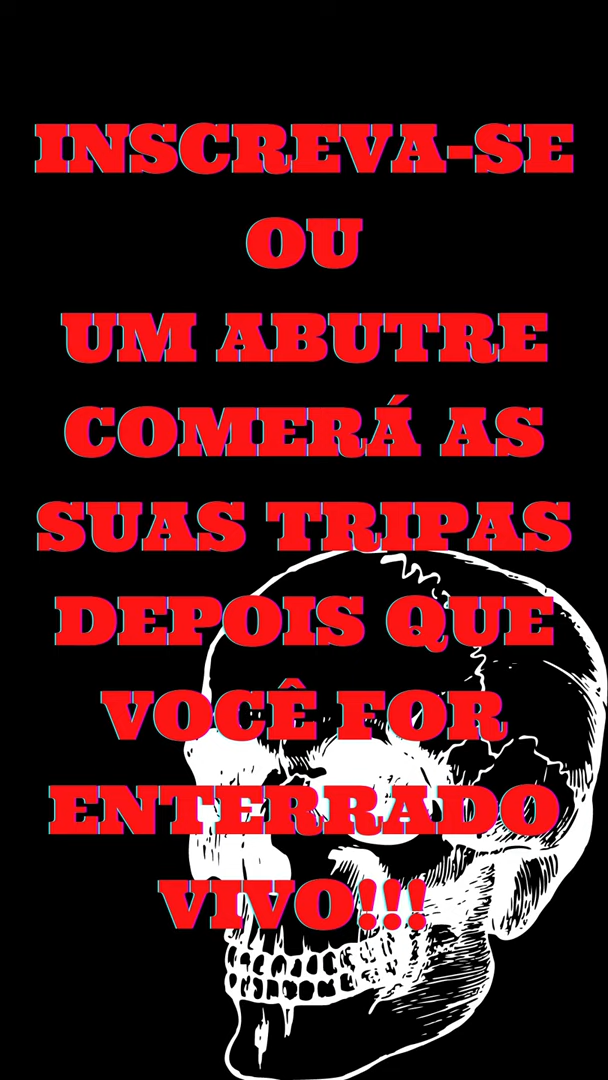 INSCREVA-SE
OU
UM ABUTRE
COMERÁ AS
SUAS TRIPAS
DEPOIS QUE
VOCÊ FOR
ENTERRADO
VIVO!!!